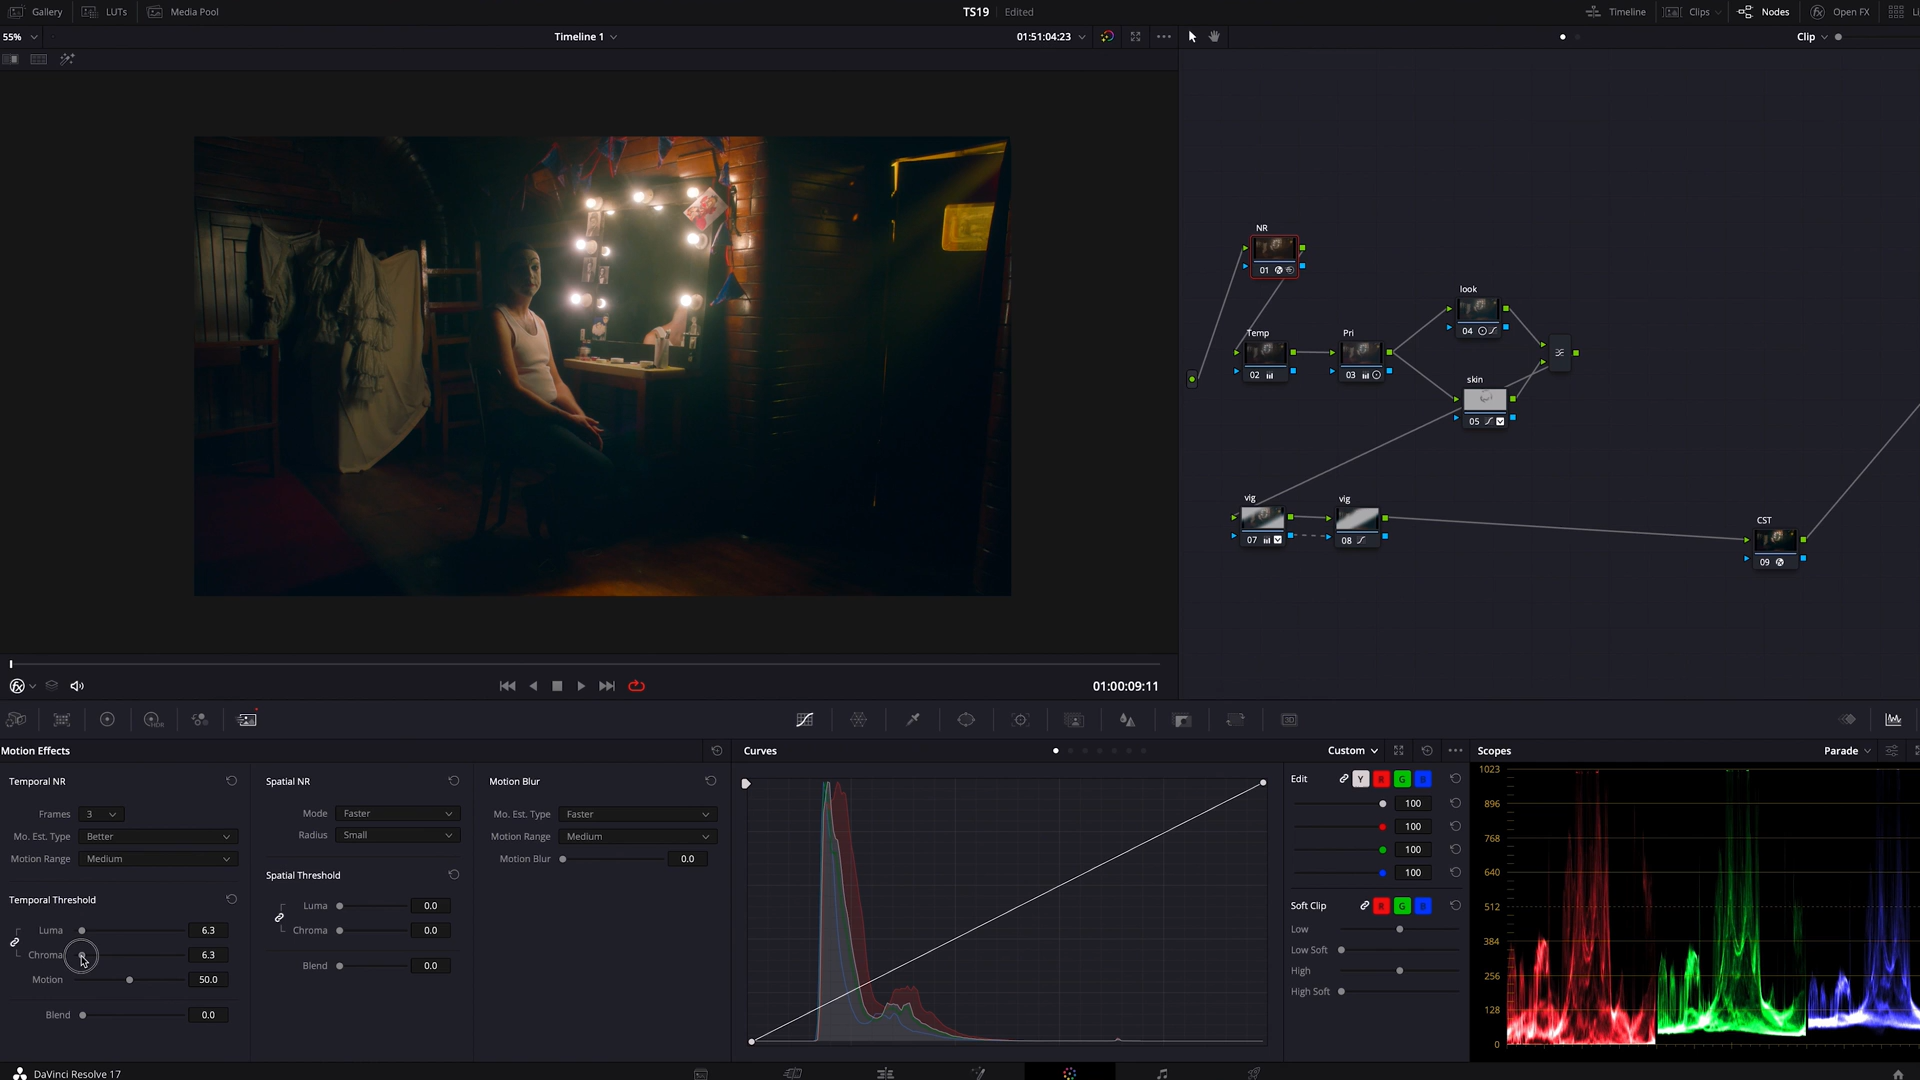 Gallery LUTs Media Pool TS19 Edited Timeline Clips Nodes Open FX
55% Timeline 1 01:51:04:23 Clip
NR
01
look
04
Temp
02
Pri
03
skin
05
vig
07
vig
08
CST
09
01:00:09:11
HDR
3D
Motion Effects
Temporal NR
Frames 3
Mo. Est. Type Better
Motion Range Medium
Temporal Threshold
Luma 6.3
Chroma 6.3
Motion 50.0
Blend 0.0
Spatial NR
Mode Faster
Radius Small
Spatial Threshold
Luma 0.0
Chroma 0.0
Blend 0.0
Motion Blur
Mo. Est. Type Faster
Motion Range Medium
Motion Blur 0.0
Curves Custom
Edit Y R G B
100
100
100
100
Soft Clip R G B
Low
Low Soft
High
High Soft
Scopes Parade
1023
896
768
640
512
384
256
128
0
DaVinci Resolve 17